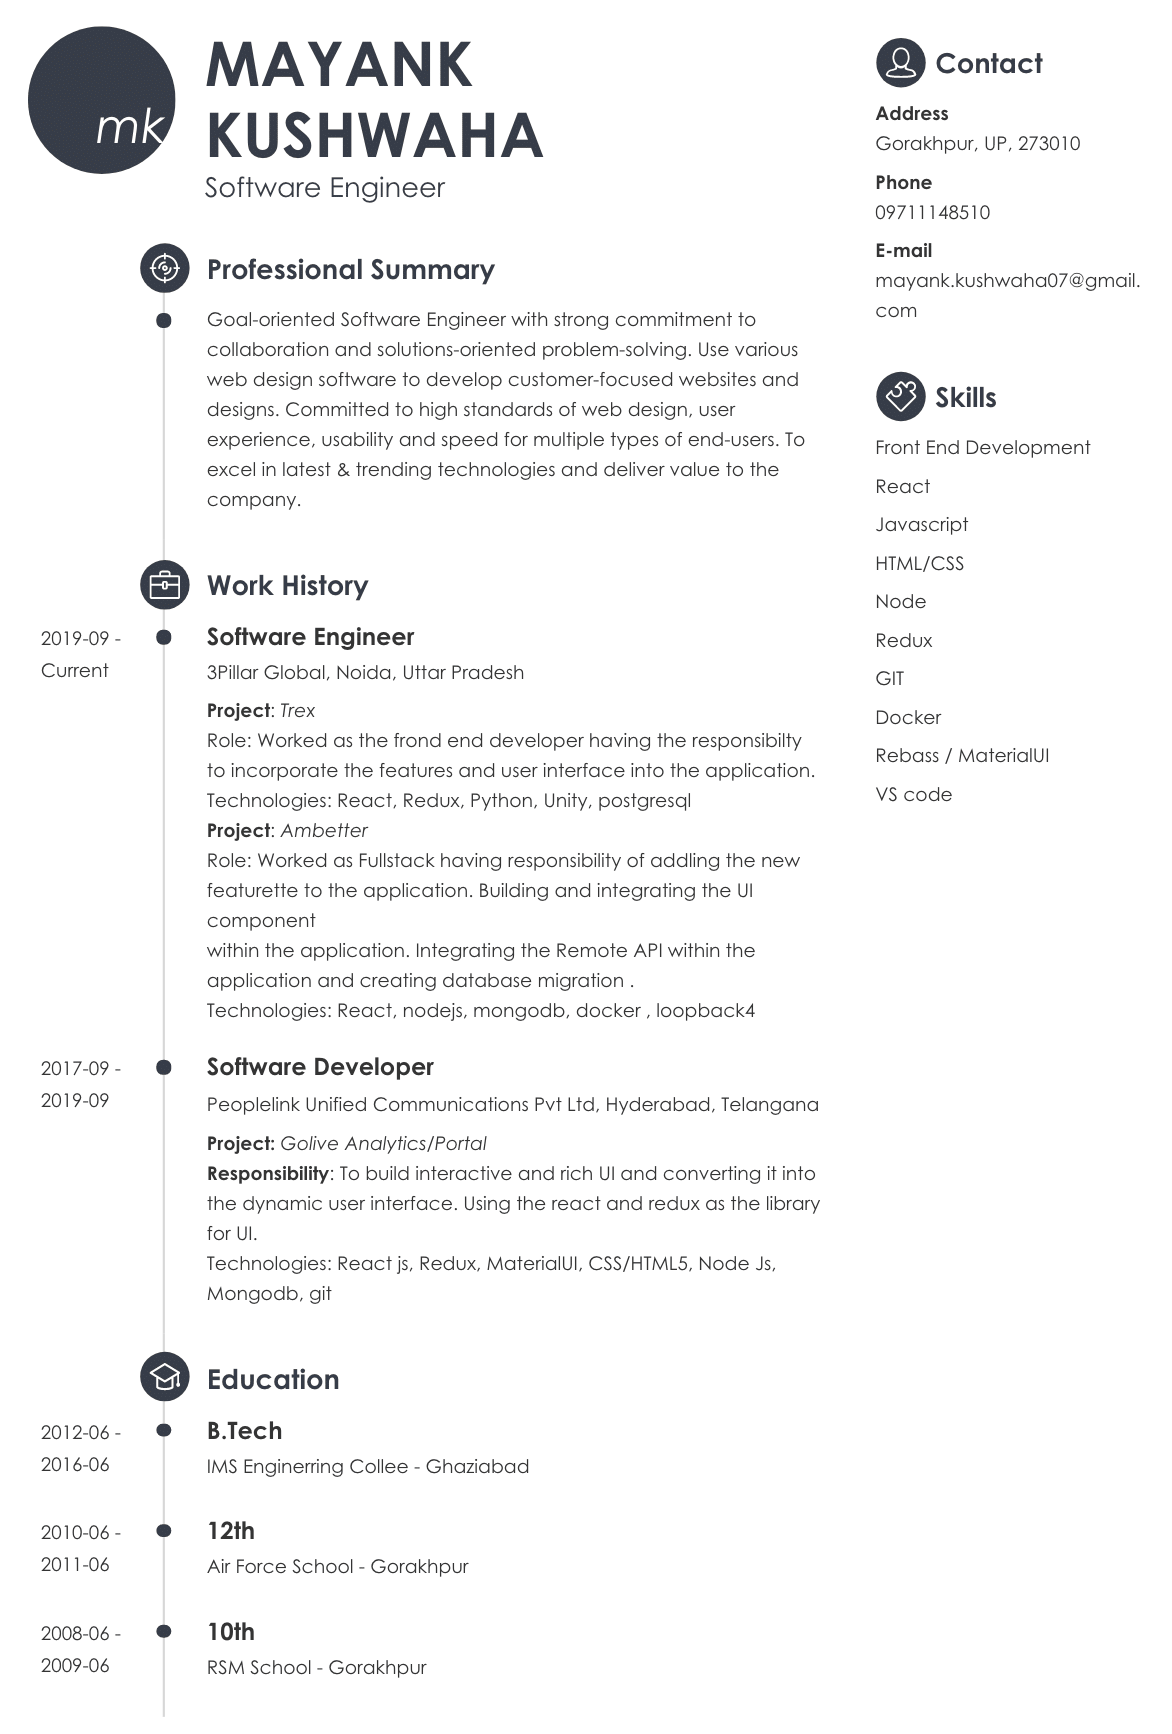 mk
MAYANK
KUSHWAHA
Software Engineer
Professional Summary
Goal-oriented Software Engineer with strong commitment to
collaboration and solutions-oriented problem-solving. Use various
web design software to develop customer-focused websites and
designs. Committed to high standards of web design, user
experience, usability and speed for multiple types of end-users. To
excel in latest & trending technologies and deliver value to the
company.
Work History
2019-09 -
Current
Software Engineer
3Pillar Global, Noida, Uttar Pradesh
Project: Trex
Role: Worked as the frond end developer having the responsibilty
to incorporate the features and user interface into the application.
Technologies: React, Redux, Python, Unity, postgresql
Project: Ambetter
Role: Worked as Fullstack having responsibility of addling the new
featurette to the application. Building and integrating the UI
component
within the application. Integrating the Remote API within the
application and creating database migration .
Technologies: React, nodejs, mongodb, docker , loopback4
2017-09 -
2019-09
Software Developer
Peoplelink Unified Communications Pvt Ltd, Hyderabad, Telangana
Project: Golive Analytics/Portal
Responsibility: To build interactive and rich UI and converting it into
the dynamic user interface. Using the react and redux as the library
for UI.
Technologies: React js, Redux, MaterialUI, CSS/HTML5, Node Js,
Mongodb, git
Education
2012-06 -
2016-06
B.Tech
IMS Enginerring Collee - Ghaziabad
2010-06 -
2011-06
12th
Air Force School - Gorakhpur
2008-06 -
2009-06
10th
RSM School - Gorakhpur
Contact
Address
Gorakhpur, UP, 273010
Phone
09711148510
E-mail
mayank.kushwaha07@gmail.
com
Skills
Front End Development
React
Javascript
HTML/CSS
Node
Redux
GIT
Docker
Rebass / MaterialUI
VS code